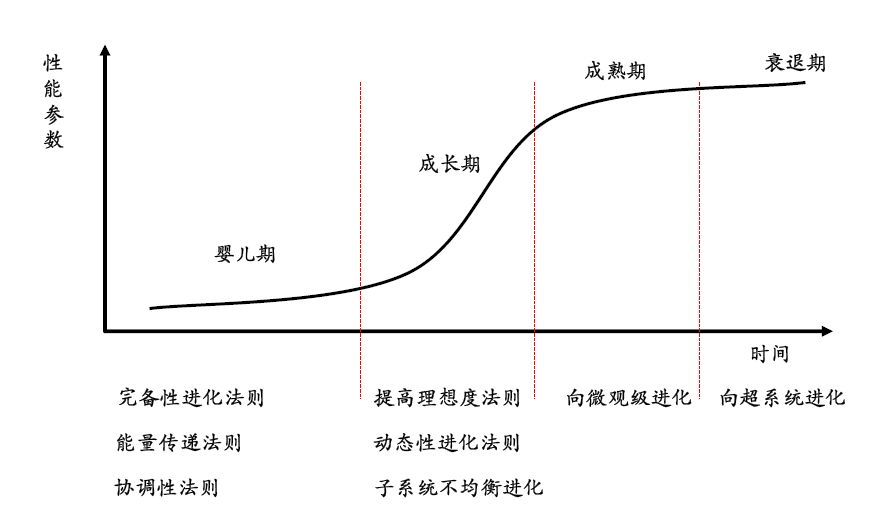 性能参数
衰退期
成熟期
成长期
婴儿期
时间
完备性进化法则
提高理想度法则
向微观级进化
向超系统进化
能量传递法则
动态性进化法则
协调性法则
子系统不均衡进化